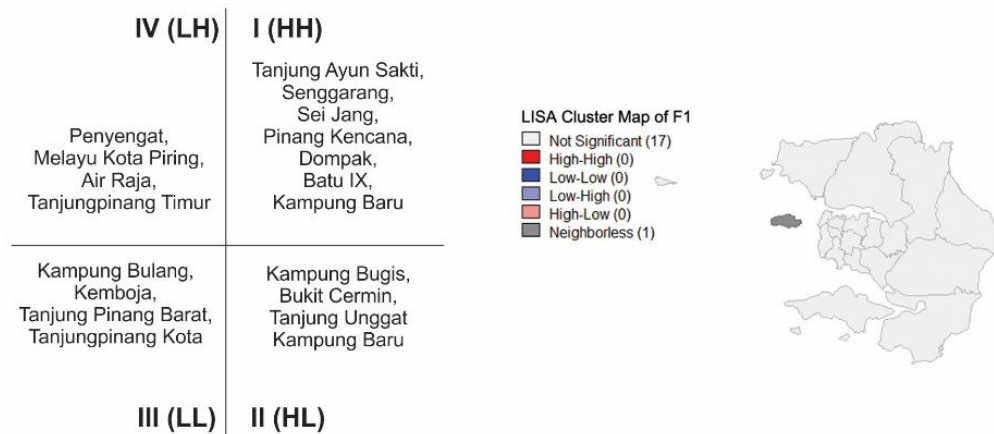 IV (LH)
I (HH)
Tanjung Ayun Sakti,
Senggarang,
Sei Jang,
Pinang Kencana,
Dompak,
Batu IX,
Kampung Baru
Penyengat,
Melayu Kota Piring,
Air Raja,
Tanjungpinang Timur
Kampung Bulang,
Kemboja,
Tanjung Pinang Barat,
Tanjungpinang Kota
Kampung Bugis,
Bukit Cermin,
Tanjung Unggat
Kampung Baru
III (LL)
II (HL)
LISA Cluster Map of F1
Not Significant (17)
High-High (0)
Low-Low (0)
Low-High (0)
High-Low (0)
Neighborless (1)